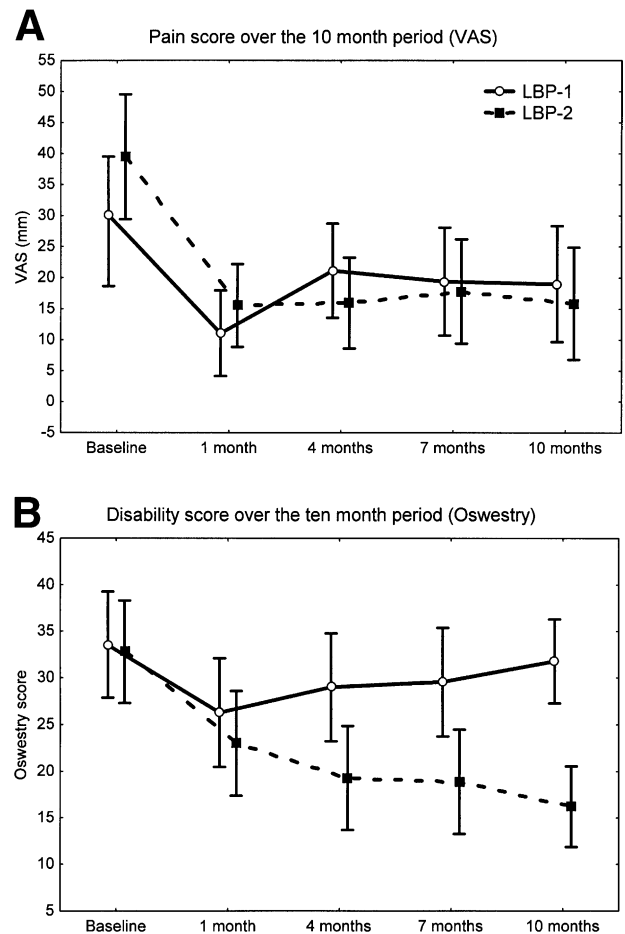 A
Pain score over the 10 month period (VAS)
55
50
45
40
35
30
25
20
15
10
5
0
-5
VAS (mm)
LBP-1
LBP-2
Baseline 1 month 4 months 7 months 10 months
B
Disability score over the ten month period (Oswestry)
45
40
35
30
25
20
15
10
5
Oswestry score
Baseline 1 month 4 months 7 months 10 months